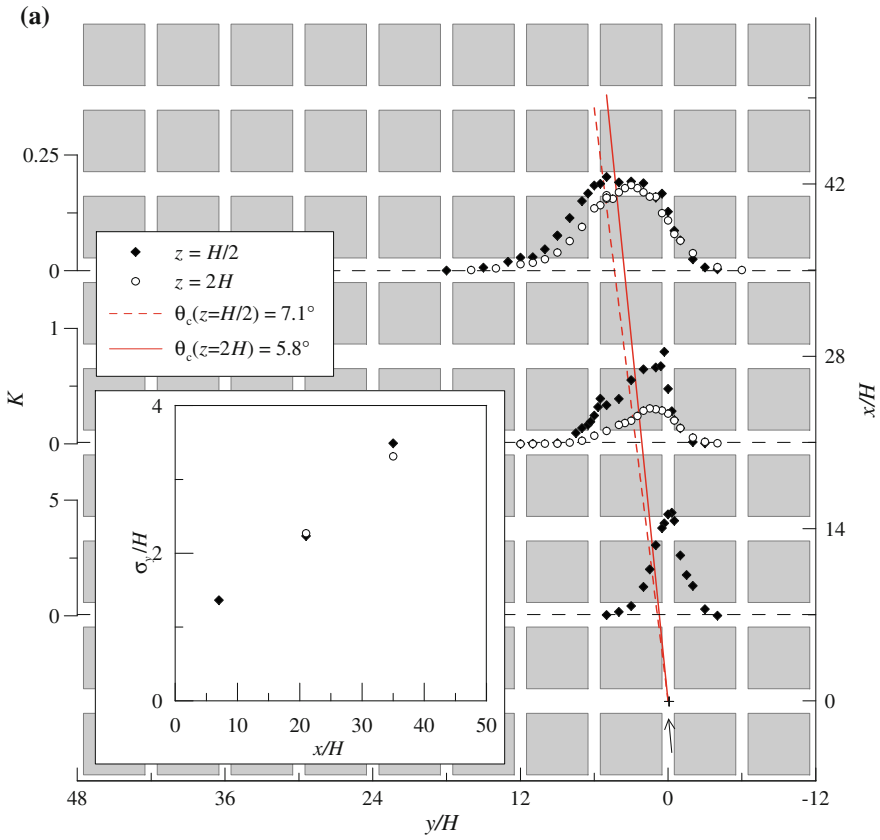 (a)
0.25
0
1
0
5
0
K
42
28
14
0
x/H
z = H/2
z = 2H
θc(z=H/2) = 7.1°
θc(z=2H) = 5.8°
4
2
0
σy/H
0 10 20 30 40 50
x/H
48 36 24 12 0 -12
y/H